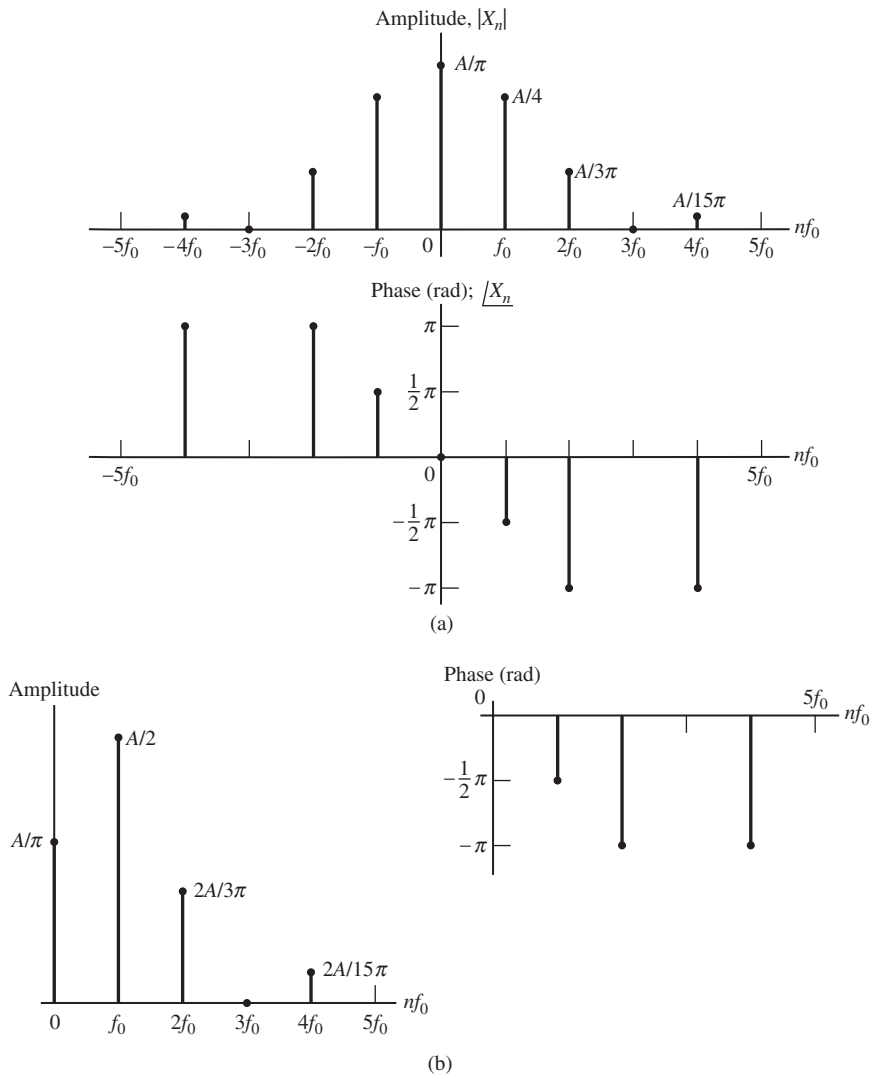 Amplitude, |Xₙ|
A/π
A/4
A/3π
A/15π
nf₀
–5f₀ –4f₀ –3f₀ –2f₀ –f₀ 0 f₀ 2f₀ 3f₀ 4f₀ 5f₀
Phase (rad); /Xₙ
π
1/2 π
nf₀
–5f₀ 0 5f₀
–1/2 π
–π
(a)
Amplitude
A/2
A/π
2A/3π
2A/15π
nf₀
0 f₀ 2f₀ 3f₀ 4f₀ 5f₀
Phase (rad)
0 5f₀
nf₀
–1/2 π
–π
(b)